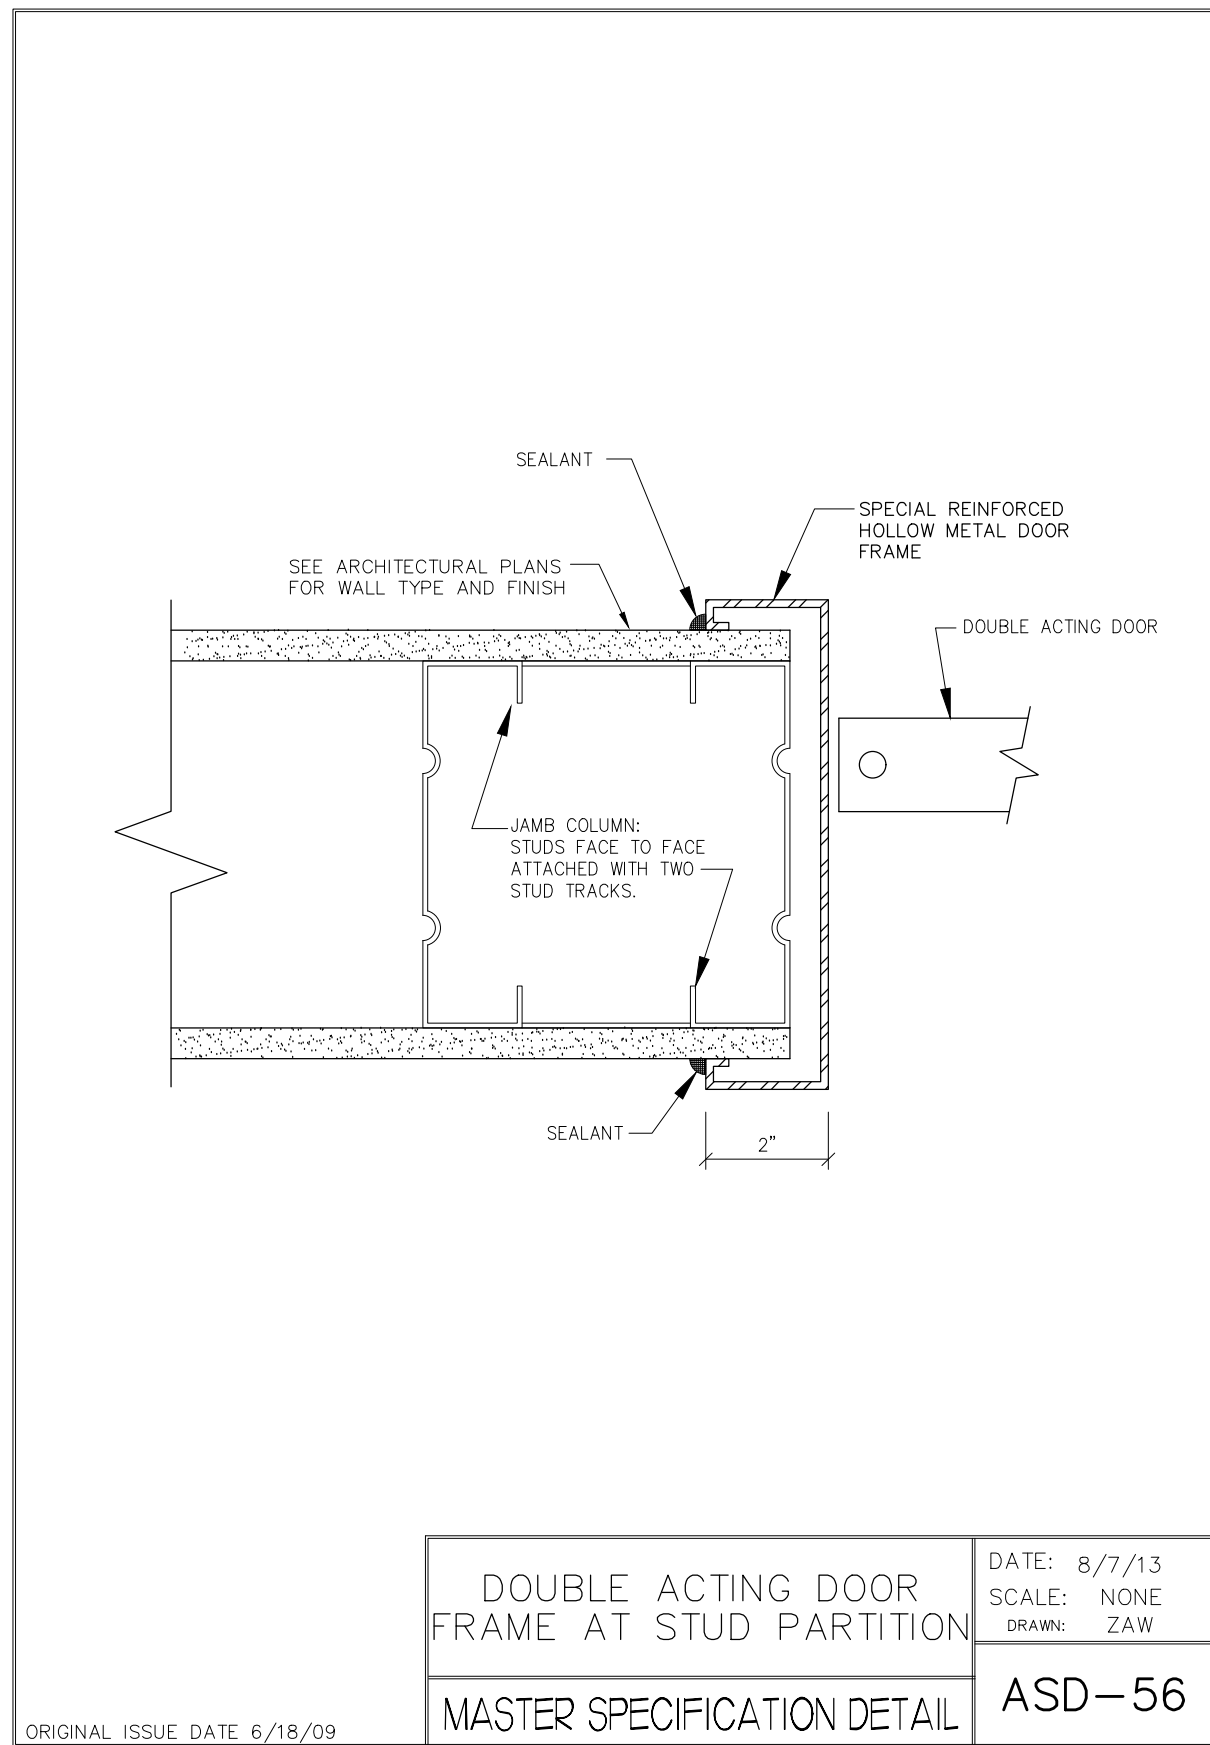 SEALANT
SPECIAL REINFORCED
HOLLOW METAL DOOR
FRAME
SEE ARCHITECTURAL PLANS
FOR WALL TYPE AND FINISH
DOUBLE ACTING DOOR
JAMB COLUMN:
STUDS FACE TO FACE
ATTACHED WITH TWO
STUD TRACKS.
SEALANT
2"
DOUBLE ACTING DOOR
FRAME AT STUD PARTITION
MASTER SPECIFICATION DETAIL
DATE: 8/7/13
SCALE: NONE
DRAWN: ZAW
ASD-56
ORIGINAL ISSUE DATE 6/18/09